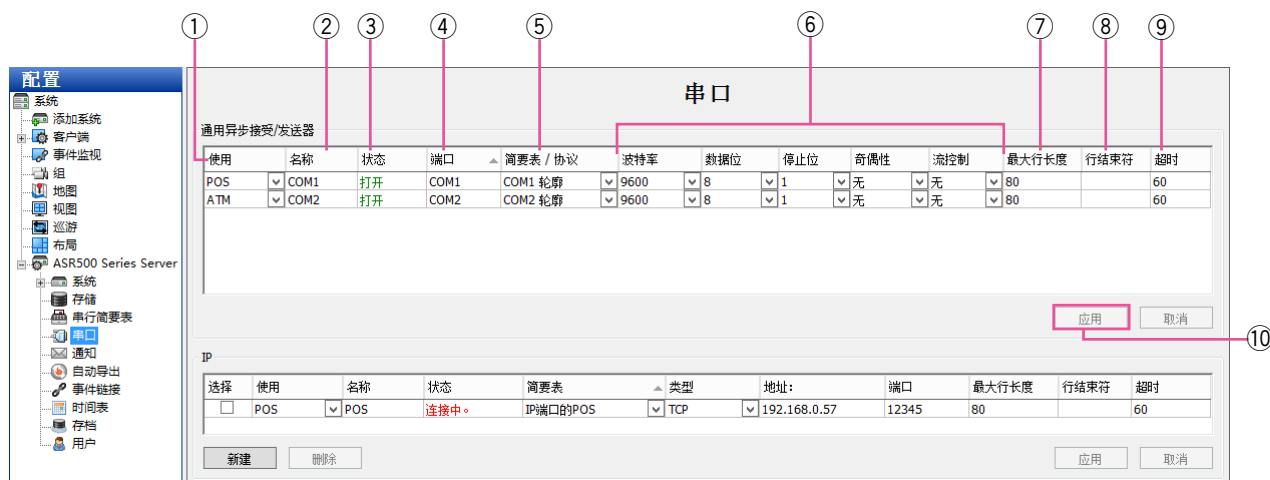 ① ② ③ ④ ⑤ ⑥ ⑦ ⑧ ⑨
配置
系统
添加系统
客户端
事件监视
组
地图
视图
巡游
布局
ASR500 Series Server
系统
存储
串行简要表
串口
通知
自动导出
事件链接
时间表
存档
用户
串口
通用异步接受/发送器
使用 名称 状态 端口 简要表 / 协议 波特率 数据位 停止位 奇偶性 流控制 最大行长度 行结束符 超时
POS COM1 打开 COM1 COM1 轮廓 9600 8 1 无 无 80 60
ATM COM2 打开 COM2 COM2 轮廓 9600 8 1 无 无 80 60
应用 取消
⑩
IP
选择 使用 名称 状态 简要表 类型 地址: 端口 最大行长度 行结束符 超时
POS POS 连接中。 IP端口的POS TCP 192.168.0.57 12345 80 60
新建 删除 应用 取消